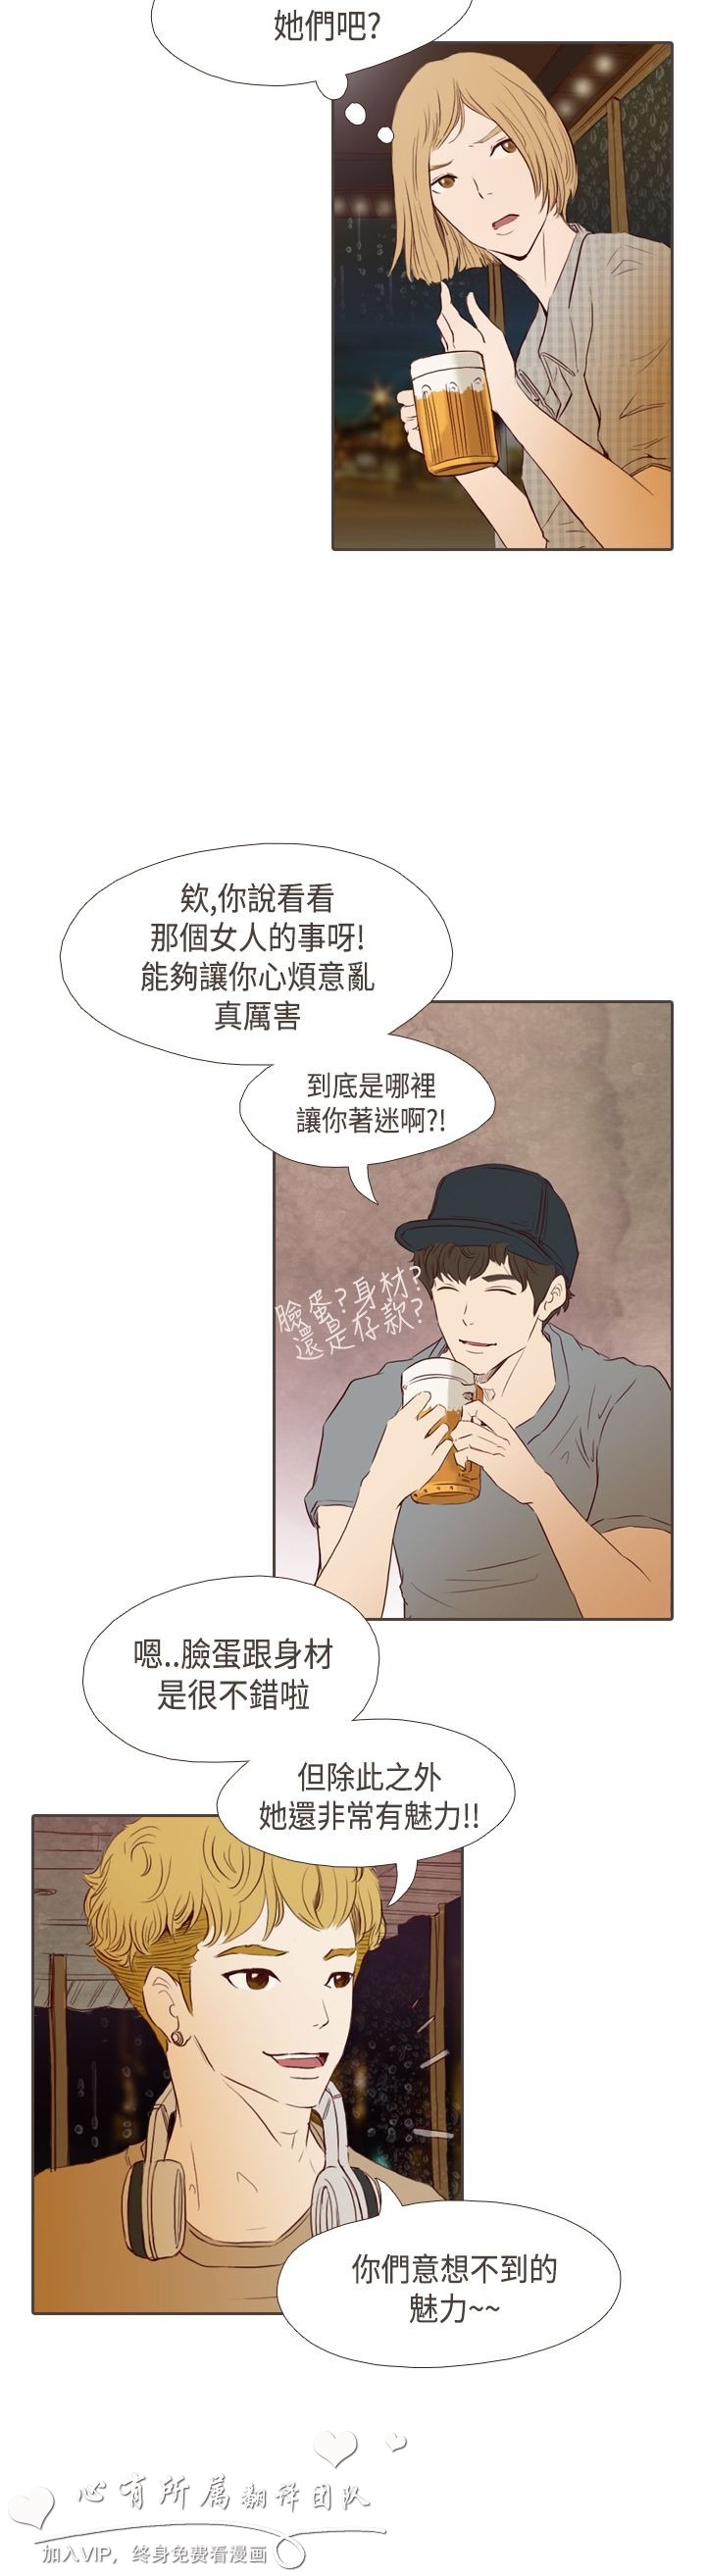 她們吧?
欸,你說看看
那個女人的事呀!
能夠讓你心煩意亂
真厲害
到底是哪裡
讓你著迷啊?!
臉蛋?身材?
還是存款?
嗯..臉蛋跟身材
是很不錯啦
但除此之外
她還非常有魅力!!
你們意想不到的
魅力~~
心有所属翻译团队
加入VIP，终身免费看漫画